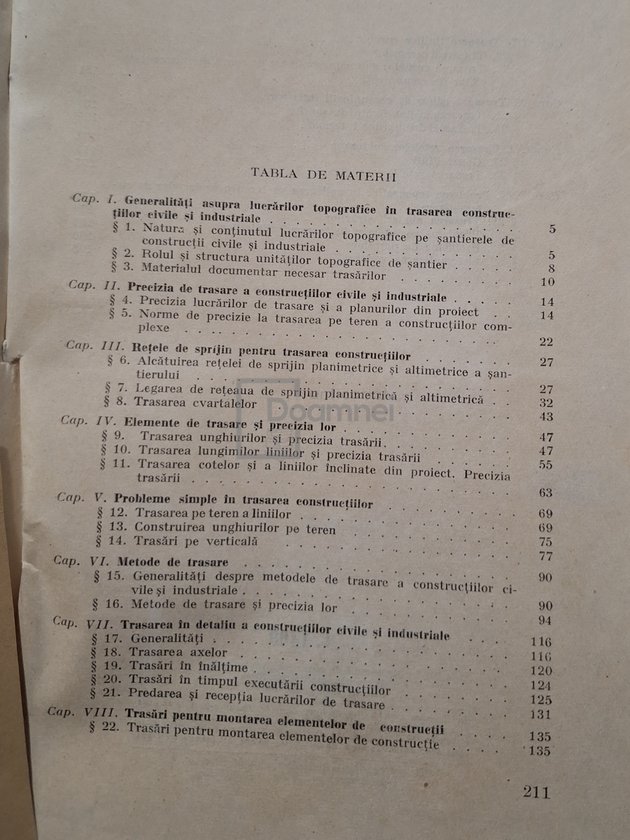 TABLA DE MATERII
Cap. I. Generalități asupra lucrărilor topografice în trasarea construc-
țiilor civile și industriale . . . . . . . . . . . . . 5
§ 1. Natura și conținutul lucrărilor topografice pe șantierele de
construcții civile și industriale . . . . . . . . . . 5
§ 2. Rolul și structura unităților topografice de șantier . . . . 8
§ 3. Materialul documentar necesar trasărilor . . . . . . 10
Cap. II. Precizia de trasare a construcțiilor civile și industriale . . . . 14
§ 4. Precizia lucrărilor de trasare și a planurilor din proiect . . 14
§ 5. Norme de precizie la trasarea pe teren a construcțiilor com-
plexe . . . . . . . . . . . . . . . 22
Cap. III. Rețele de sprijin pentru trasarea construcțiilor . . . . . 27
§ 6. Alcătuirea rețelei de sprijin planimetrice și altimetrice a șan-
tierului . . . . . . . . . . . . . . . 27
§ 7. Legarea de rețeaua de sprijin planimetrică și altimetrică . . 32
§ 8. Trasarea cvartalelor . . . . . . . . . . . . 43
Cap. IV. Elemente de trasare și precizia lor . . . . . . . . 47
§ 9. Trasarea unghiurilor și precizia trasării . . . . . . 47
§ 10. Trasarea lungimilor liniilor și precizia trasării . . . . 55
§ 11. Trasarea cotelor și a liniilor înclinate din proiect. Precizia
trasării . . . . . . . . . . . . . . . 63
Cap. V. Probleme simple în trasarea construcțiilor . . . . . . 69
§ 12. Trasarea pe teren a liniilor . . . . . . . . . . 69
§ 13. Construirea unghiurilor pe teren . . . . . . . . 75
§ 14. Trasări pe verticală . . . . . . . . . . . . 77
Cap. VI. Metode de trasare . . . . . . . . . . . . . 90
§ 15. Generalități despre metodele de trasare a construcțiilor ci-
vile și industriale . . . . . . . . . . . . . 90
§ 16. Metode de trasare și precizia lor . . . . . . . . 94
Cap. VII. Trasarea în detaliu a construcțiilor civile și industriale . . . 116
§ 17. Generalități . . . . . . . . . . . . . . 116
§ 18. Trasarea axelor . . . . . . . . . . . . . 120
§ 19. Trasări în înălțime . . . . . . . . . . . . 124
§ 20. Trasări în timpul executării construcțiilor . . . . . 125
§ 21. Predarea și recepția lucrărilor de trasare . . . . . . 131
Cap. VIII. Trasări pentru montarea elementelor de construcții . . . . 135
§ 22. Trasări pentru montarea elementelor de construcție . . . 135
211
Doamnei